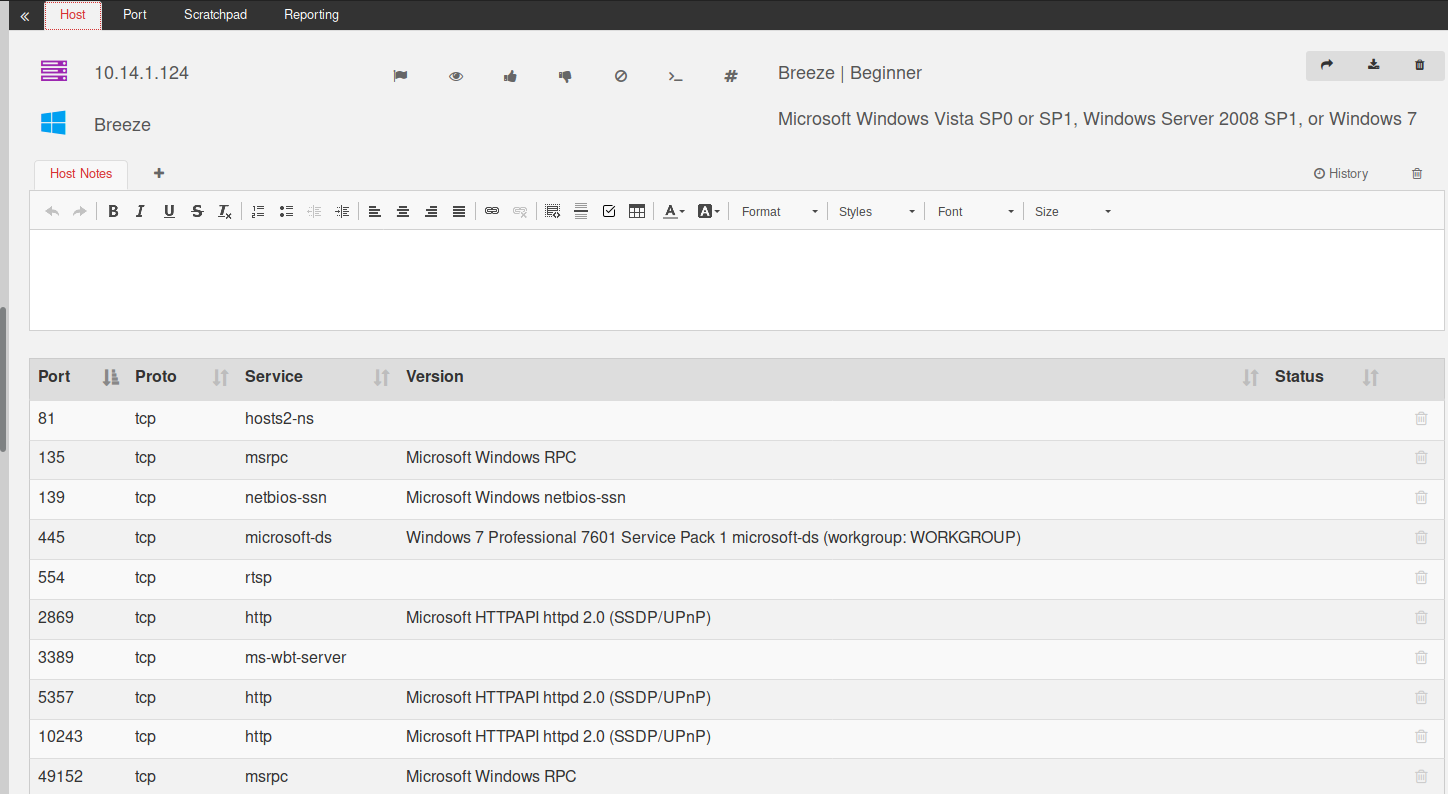 « Host Port Scratchpad Reporting
10.14.1.124 Breeze | Beginner
Breeze Microsoft Windows Vista SP0 or SP1, Windows Server 2008 SP1, or Windows 7
Host Notes + History
B I U S Tx A A Format Styles Font Size
Port Proto Service Version Status
81 tcp hosts2-ns
135 tcp msrpc Microsoft Windows RPC
139 tcp netbios-ssn Microsoft Windows netbios-ssn
445 tcp microsoft-ds Windows 7 Professional 7601 Service Pack 1 microsoft-ds (workgroup: WORKGROUP)
554 tcp rtsp
2869 tcp http Microsoft HTTPAPI httpd 2.0 (SSDP/UPnP)
3389 tcp ms-wbt-server
5357 tcp http Microsoft HTTPAPI httpd 2.0 (SSDP/UPnP)
10243 tcp http Microsoft HTTPAPI httpd 2.0 (SSDP/UPnP)
49152 tcp msrpc Microsoft Windows RPC